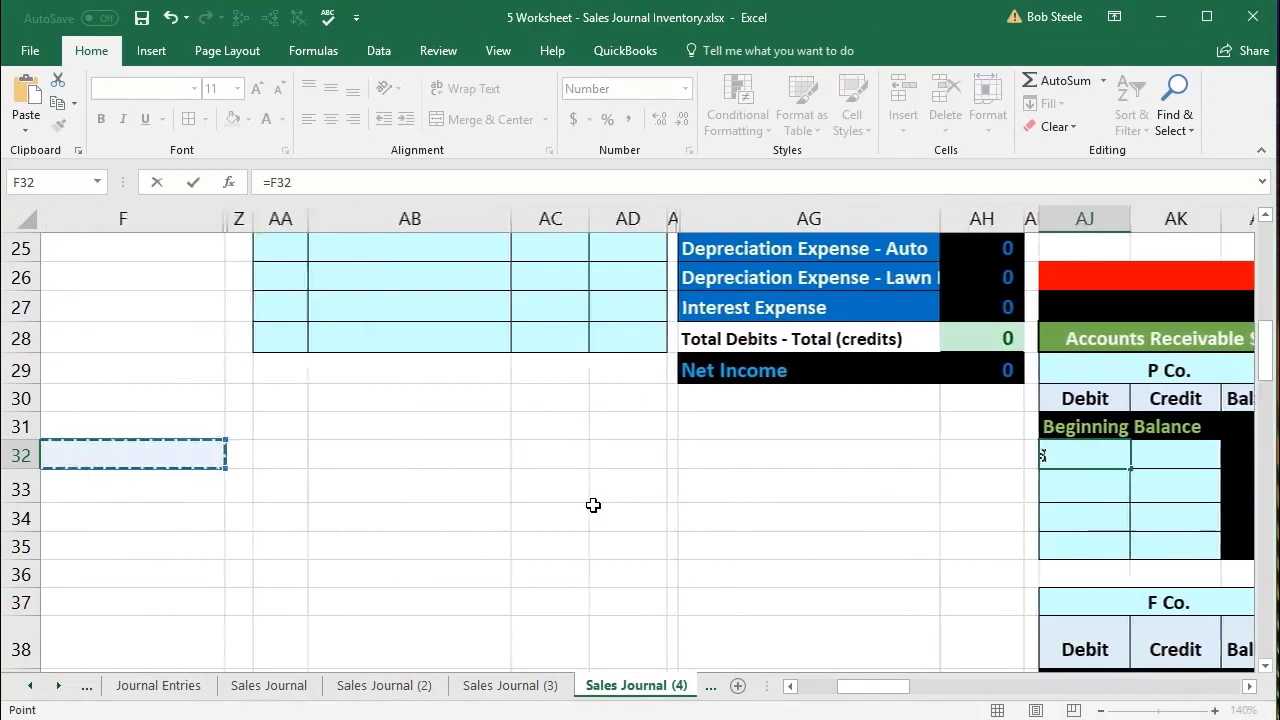 AutoSave Off 5 Worksheet - Sales Journal Inventory.xlsx - Excel Bob Steele
File Home Insert Page Layout Formulas Data Review View Help QuickBooks Tell me what you want to do Share
Paste 11 Wrap Text Number Conditional Formatting Format as Table Cell Styles Insert Delete Format AutoSum
B I U Merge & Center $ % , Fill Sort & Filter Find & Select
Clear
Clipboard Font Alignment Number Styles Cells Editing
F32 fx =F32
F Z AA AB AC AD A AG AH A AJ AK A
25 Depreciation Expense - Auto 0
26 Depreciation Expense - Lawn 0
27 Interest Expense 0
28 Total Debits - Total (credits) 0 Accounts Receivable S
29 Net Income 0 P Co.
30 Debit Credit Bal
31 Beginning Balance
32
33
34
35
36
37 F Co.
38 Debit Credit Bal
... Journal Entries Sales Journal Sales Journal (2) Sales Journal (3) Sales Journal (4) ...
Point 140%